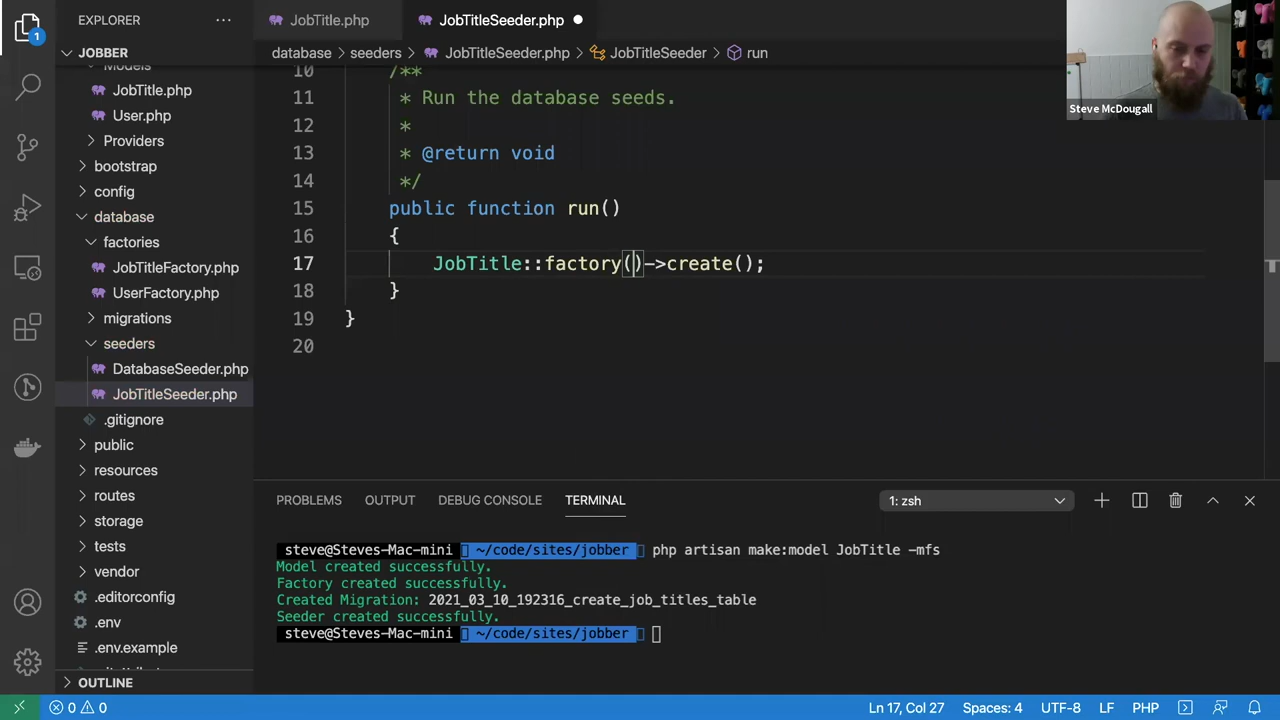 EXPLORER
JobTitle.php
JobTitleSeeder.php
JOBBER
database > seeders > JobTitleSeeder.php > JobTitleSeeder > run
Models
JobTitle.php
User.php
Providers
bootstrap
config
database
factories
JobTitleFactory.php
UserFactory.php
migrations
seeders
DatabaseSeeder.php
JobTitleSeeder.php
.gitignore
public
resources
routes
storage
tests
vendor
.editorconfig
.env
.env.example
OUTLINE
10 /**
11 * Run the database seeds.
12 *
13 * @return void
14 */
15 public function run()
16 {
17 JobTitle::factory()->create();
18 }
19 }
20
Steve McDougall
PROBLEMS OUTPUT DEBUG CONSOLE TERMINAL 1: zsh
steve@Steves-Mac-mini ~/code/sites/jobber php artisan make:model JobTitle -mfs
Model created successfully.
Factory created successfully.
Created Migration: 2021_03_10_192316_create_job_titles_table
Seeder created successfully.
steve@Steves-Mac-mini ~/code/sites/jobber
1
0 0 Ln 17, Col 27 Spaces: 4 UTF-8 LF PHP